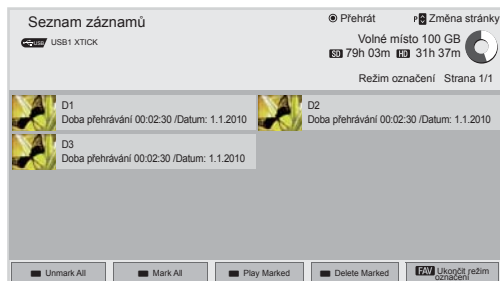 Seznam záznamů
Přehrát P Změna stránky
USB USB1 XTICK
Volné místo 100 GB
SD 79h 03m HD 31h 37m
Režim označení Strana 1/1
D1
Doba přehrávání 00:02:30 /Datum: 1.1.2010
D2
Doba přehrávání 00:02:30 /Datum: 1.1.2010
D3
Doba přehrávání 00:02:30 /Datum: 1.1.2010
Unmark All
Mark All
Play Marked
Delete Marked
FAV Ukončit režim
označení